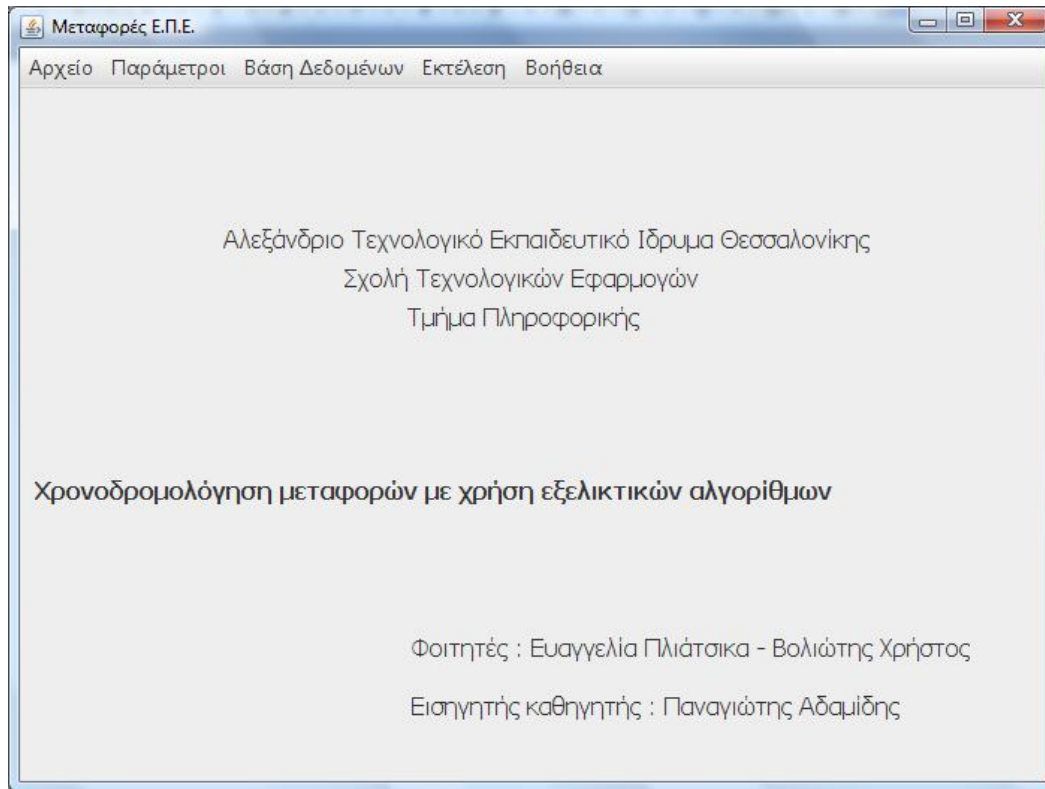 Μεταφορές Ε.Π.Ε.
Αρχείο Παράμετροι Βάση Δεδομένων Εκτέλεση Βοήθεια
Αλεξάνδριο Τεχνολογικό Εκπαιδευτικό Ιδρυμα Θεσσαλονίκης
Σχολή Τεχνολογικών Εφαρμογών
Τμήμα Πληροφορικής
Χρονοδρομολόγηση μεταφορών με χρήση εξελικτικών αλγορίθμων
Φοιτητές : Ευαγγελία Πλιάτσικα - Βολιώτης Χρήστος
Εισηγητής καθηγητής : Παναγιώτης Αδαμίδης